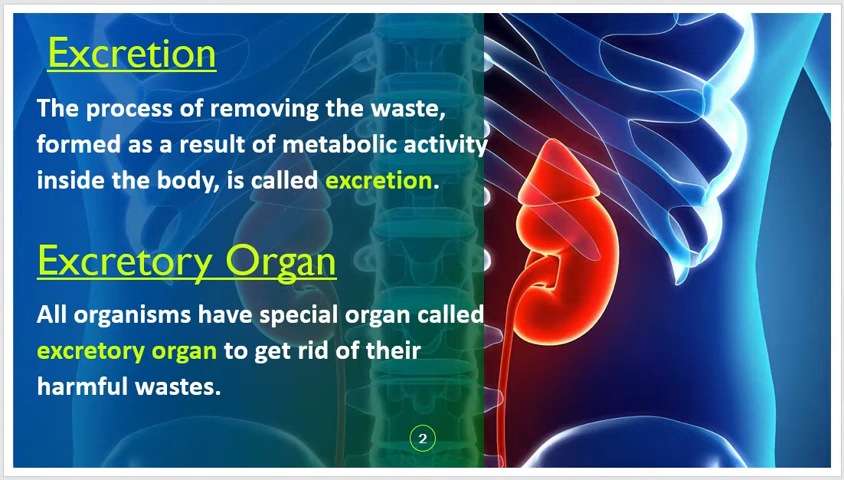 Excretion
The process of removing the waste,
formed as a result of metabolic activity
inside the body, is called excretion.
Excretory Organ
All organisms have special organ called
excretory organ to get rid of their
harmful wastes.
2